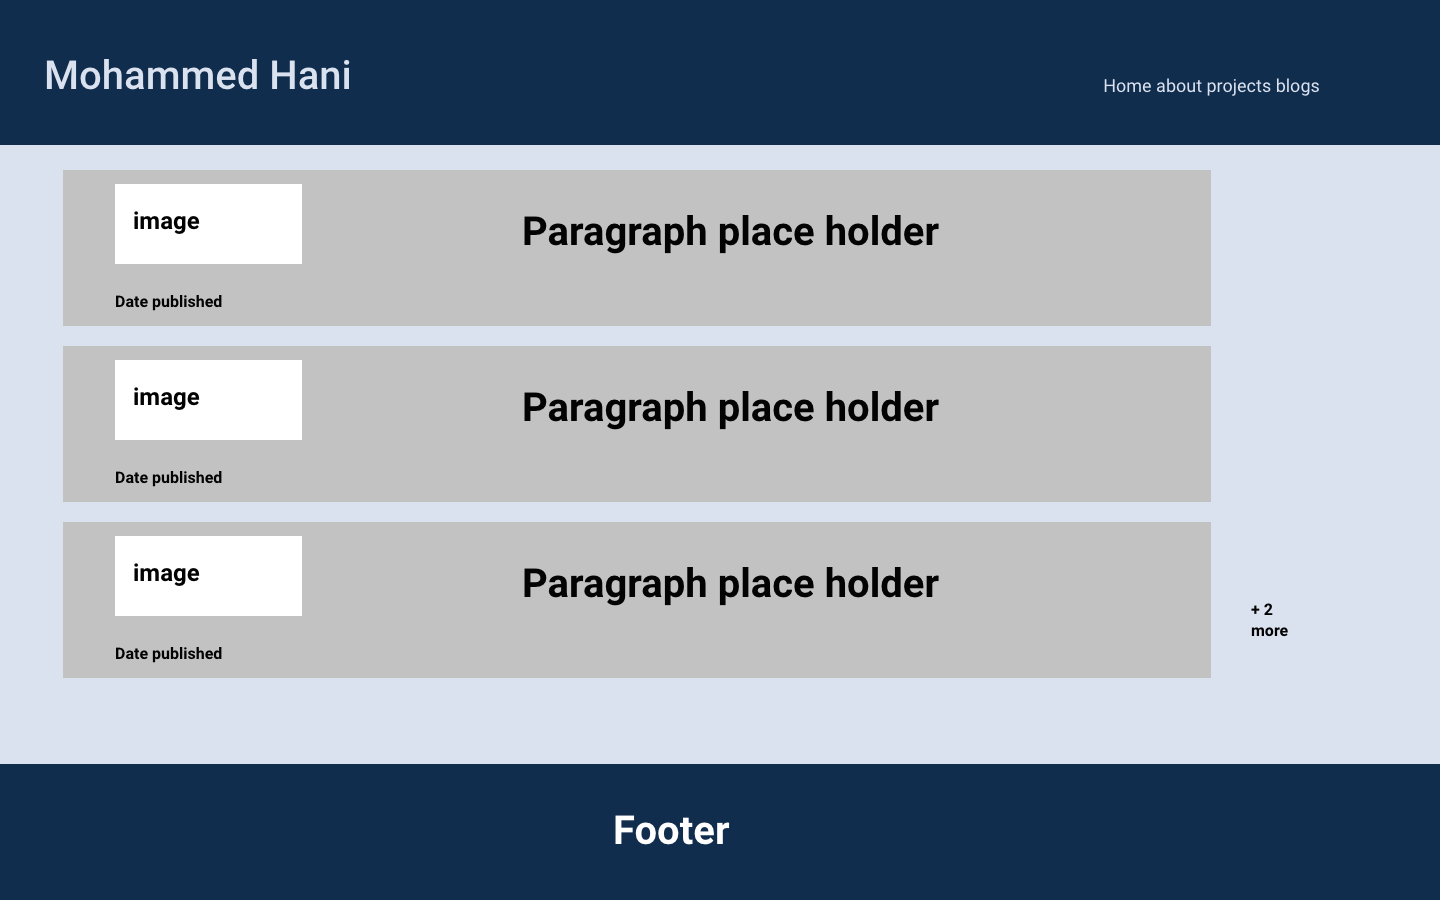 Mohammed Hani
Home about projects blogs
image
Paragraph place holder
Date published
image
Paragraph place holder
Date published
image
Paragraph place holder
Date published
+ 2
more
Footer